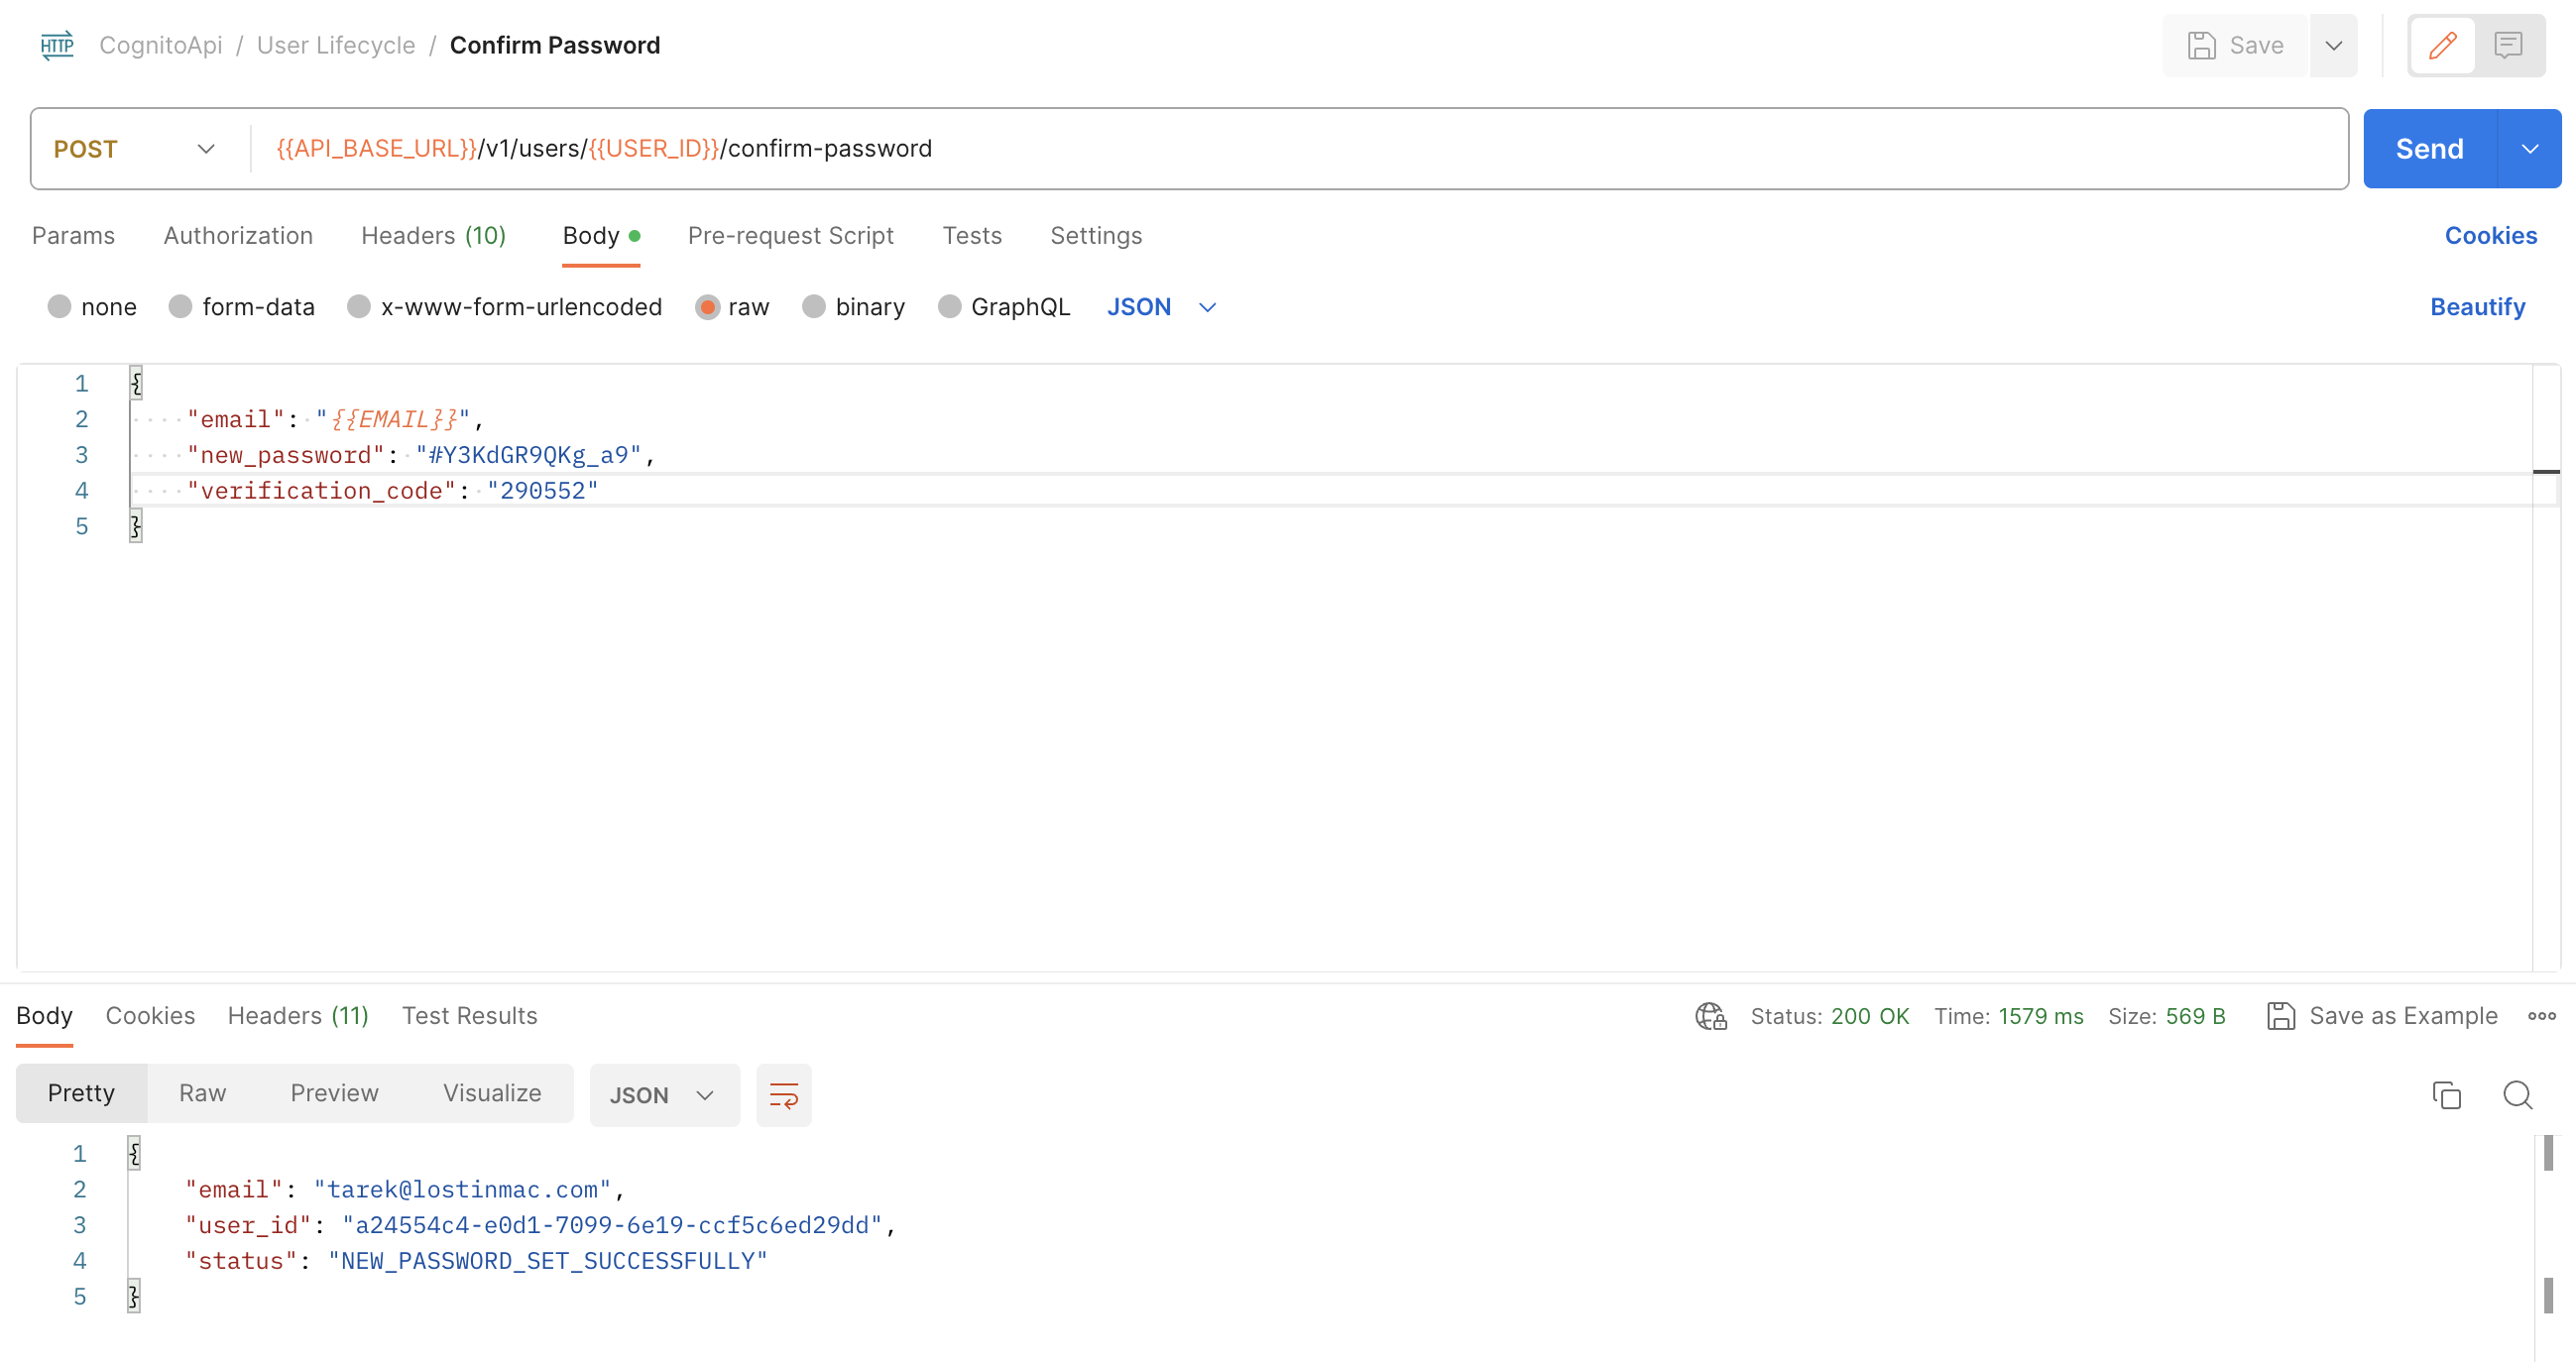 HTTP CognitoApi / User Lifecycle / Confirm Password Save
POST {{API_BASE_URL}}/v1/users/{{USER_ID}}/confirm-password Send
Params Authorization Headers (10) Body Pre-request Script Tests Settings Cookies
none form-data x-www-form-urlencoded raw binary GraphQL JSON Beautify
1 {
2 "email": "{{EMAIL}}",
3 "new_password": "#Y3KdGR9QKg_a9",
4 "verification_code": "290552"
5 }
Body Cookies Headers (11) Test Results Status: 200 OK Time: 1579 ms Size: 569 B Save as Example
Pretty Raw Preview Visualize JSON
1 {
2 "email": "tarek@lostinmac.com",
3 "user_id": "a24554c4-e0d1-7099-6e19-ccf5c6ed29dd",
4 "status": "NEW_PASSWORD_SET_SUCCESSFULLY"
5 }